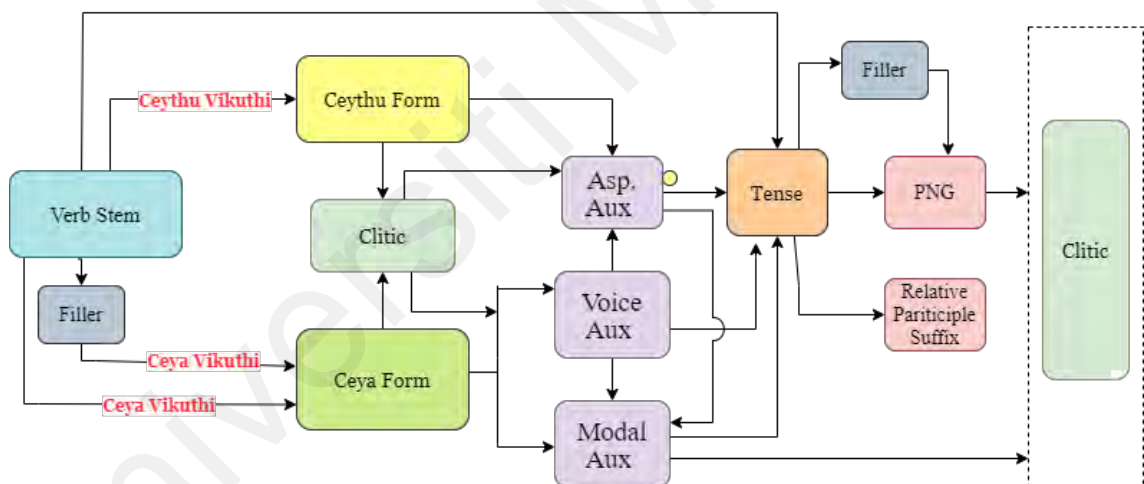 Filler
Ceythu Vikuthi
Ceythu Form
Verb Stem
Asp.
Aux
Tense
PNG
Clitic
Clitic
Filler
Voice
Aux
Relative
Pariticiple
Suffix
Ceya Vikuthi
Ceya Form
Ceya Vikuthi
Modal
Aux